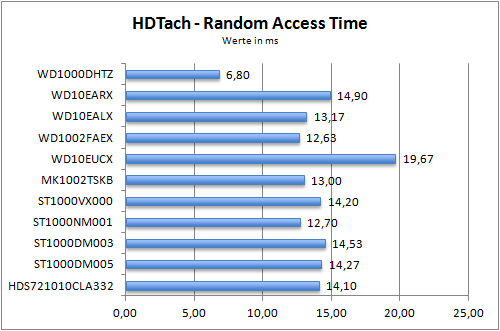 HDTach - Random Access Time
Werte in ms
WD1000DHTZ 6,80
WD10EARX 14,90
WD10EALX 13,17
WD1002FAEX 12,63
WD10EUCX 19,67
MK1002TSKB 13,00
ST1000VX000 14,20
ST1000NM001 12,70
ST1000DM003 14,53
ST1000DM005 14,27
HDS721010CLA332 14,10
0,00 5,00 10,00 15,00 20,00 25,00